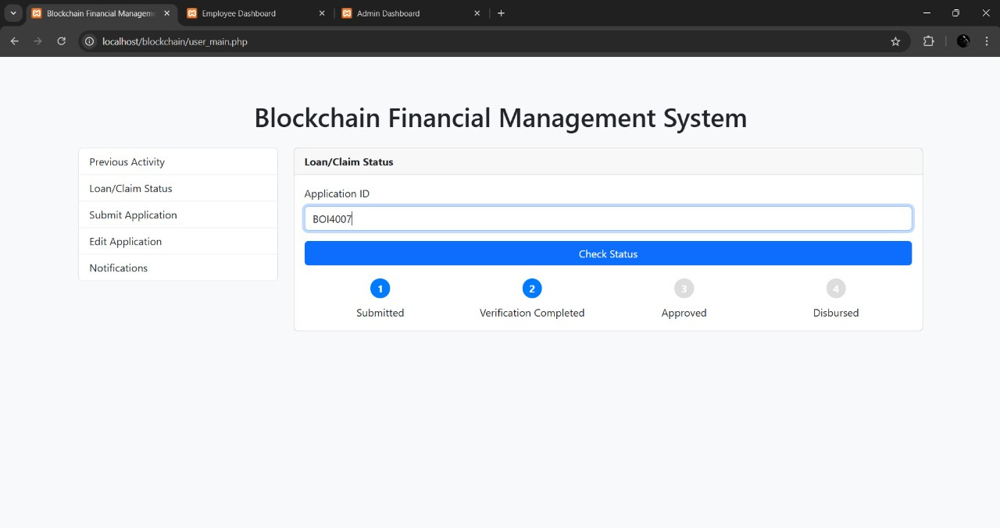 Blockchain Financial Managem
Employee Dashboard
Admin Dashboard
localhost/blockchain/user_main.php
Blockchain Financial Management System
Previous Activity
Loan/Claim Status
Submit Application
Edit Application
Notifications
Loan/Claim Status
Application ID
BOI4007
Check Status
1 2 3 4
Submitted Verification Completed Approved Disbursed